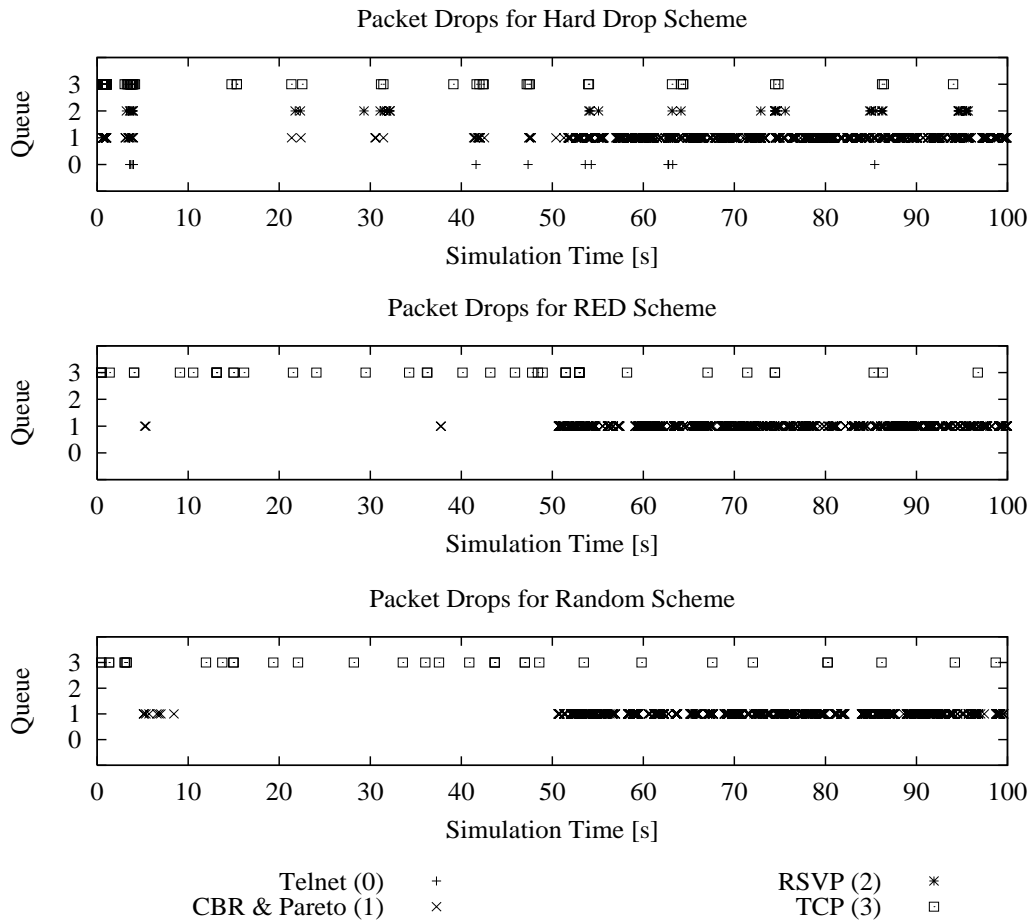 Packet Drops for Hard Drop Scheme
Queue
3
2
1
0
0 10 20 30 40 50 60 70 80 90 100
Simulation Time [s]
Packet Drops for RED Scheme
Queue
3
2
1
0
0 10 20 30 40 50 60 70 80 90 100
Simulation Time [s]
Packet Drops for Random Scheme
Queue
3
2
1
0
0 10 20 30 40 50 60 70 80 90 100
Simulation Time [s]
Telnet (0)
CBR & Pareto (1)
RSVP (2)
TCP (3)